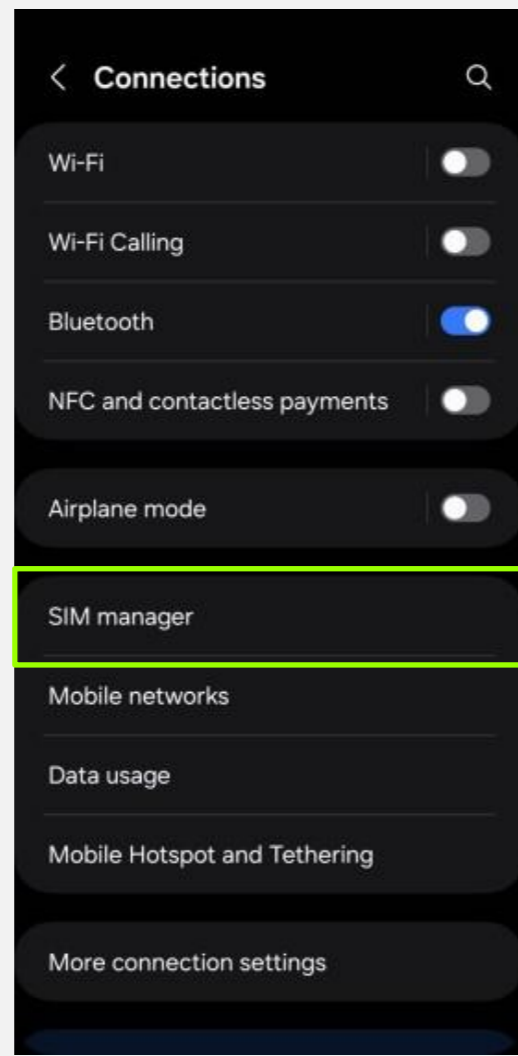 Connections
Wi-Fi
Wi-Fi Calling
Bluetooth
NFC and contactless payments
Airplane mode
SIM manager
Mobile networks
Data usage
Mobile Hotspot and Tethering
More connection settings